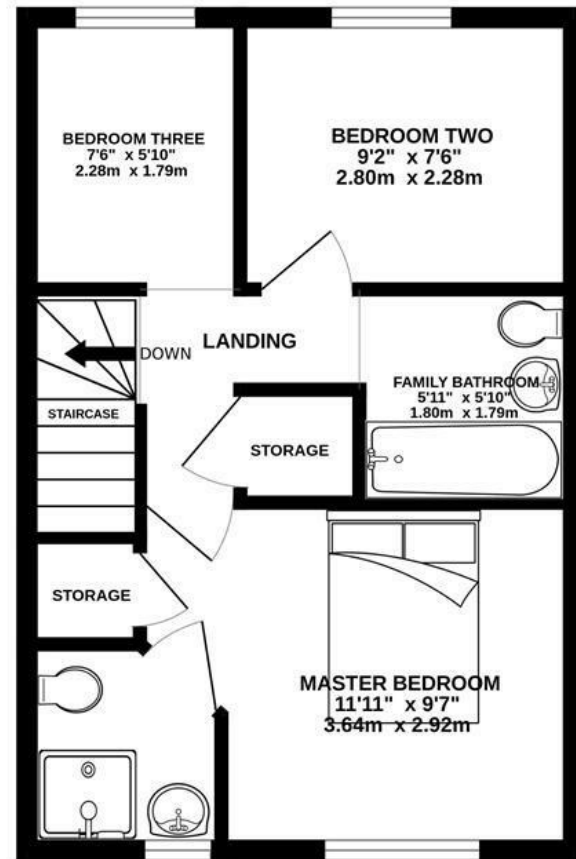 BEDROOM THREE
7'6" x 5'10"
2.28m x 1.79m
BEDROOM TWO
9'2" x 7'6"
2.80m x 2.28m
DOWN
LANDING
STAIRCASE
FAMILY BATHROOM
5'11" x 5'10"
1.80m x 1.79m
STORAGE
STORAGE
MASTER BEDROOM
11'11" x 9'7"
3.64m x 2.92m